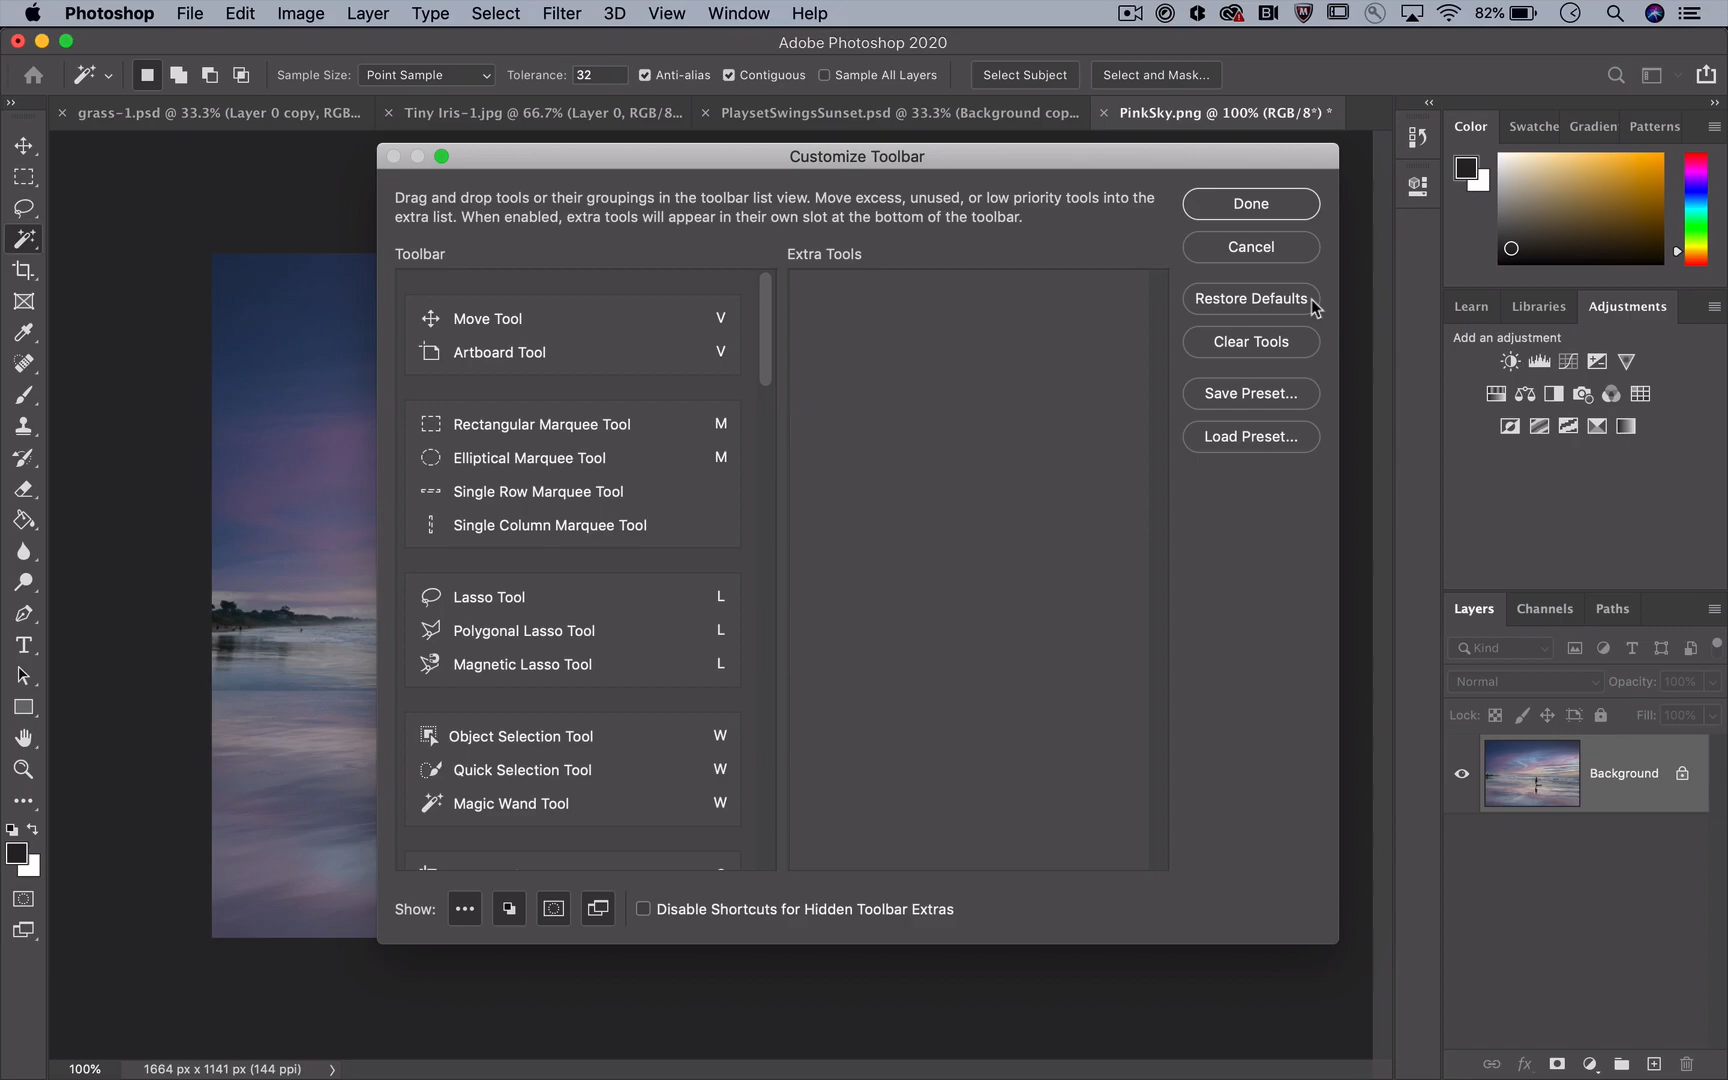 Photoshop File Edit Image Layer Type Select Filter 3D View Window Help 82%
Adobe Photoshop 2020
Sample Size: Point Sample Tolerance: 32 Anti-alias Contiguous Sample All Layers Select Subject Select and Mask...
grass-1.psd @ 33.3% (Layer 0 copy, RGB... Tiny Iris-1.jpg @ 66.7% (Layer 0, RGB/8... PlaysetSwingsSunset.psd @ 33.3% (Background cop... PinkSky.png @ 100% (RGB/8*) *
Color Swatche Gradien Patterns
Customize Toolbar
Drag and drop tools or their groupings in the toolbar list view. Move excess, unused, or low priority tools into the
extra list. When enabled, extra tools will appear in their own slot at the bottom of the toolbar.
Done
Cancel
Restore Defaults
Clear Tools
Save Preset...
Load Preset...
Toolbar
Move Tool V
Artboard Tool V
Rectangular Marquee Tool M
Elliptical Marquee Tool M
Single Row Marquee Tool
Single Column Marquee Tool
Lasso Tool L
Polygonal Lasso Tool L
Magnetic Lasso Tool L
Object Selection Tool W
Quick Selection Tool W
Magic Wand Tool W
Extra Tools
Show: Disable Shortcuts for Hidden Toolbar Extras
Learn Libraries Adjustments
Add an adjustment
Layers Channels Paths
Kind
Normal Opacity: 100%
Lock: Fill: 100%
Background
fx
100% 1664 px x 1141 px (144 ppi)